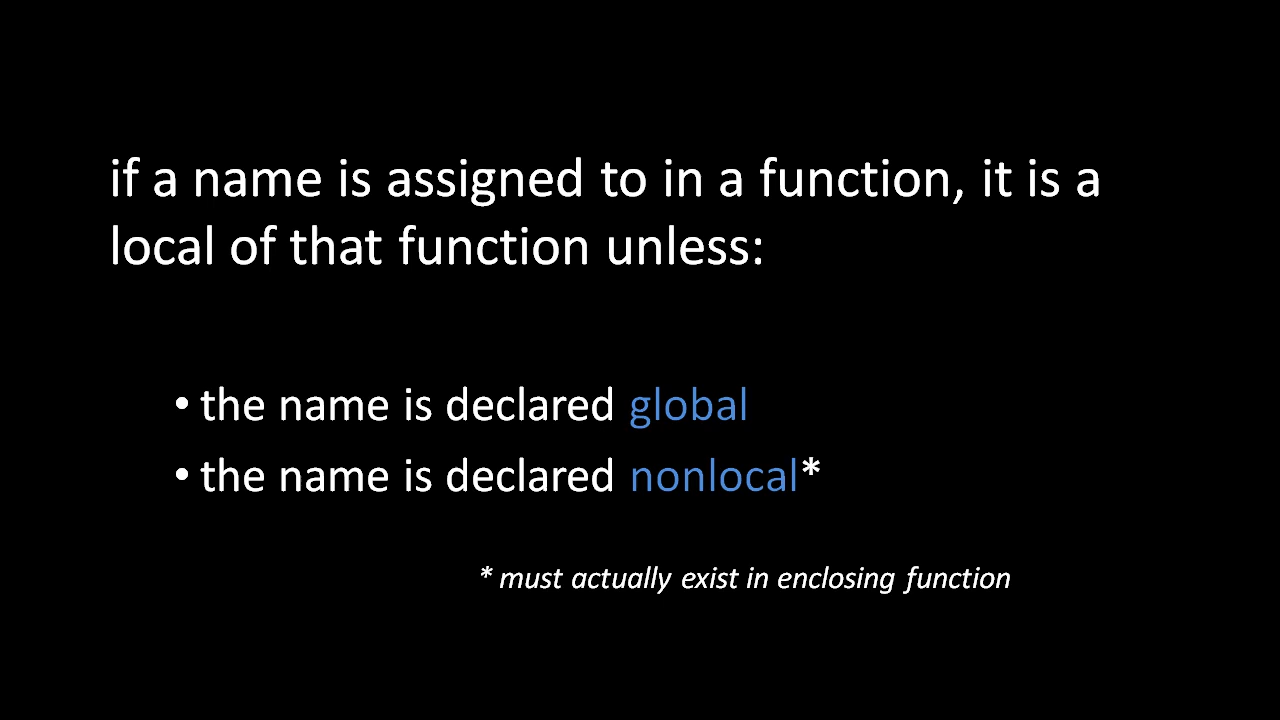 if a name is assigned to in a function, it is a
local of that function unless:
• the name is declared global
• the name is declared nonlocal*
* must actually exist in enclosing function